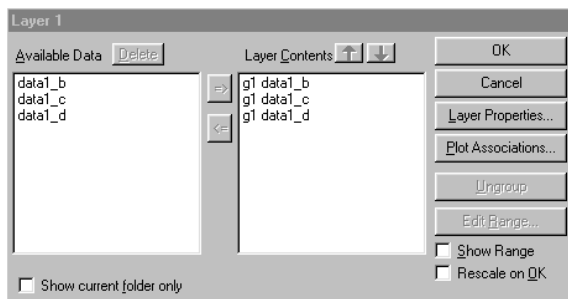 Layer 1
Available Data
Delete
data1_b
data1_c
data1_d
Show current folder only
=>
<=
Layer Contents
g1 data1_b
g1 data1_c
g1 data1_d
OK
Cancel
Layer Properties...
Plot Associations...
Ungroup
Edit Range...
Show Range
Rescale on OK